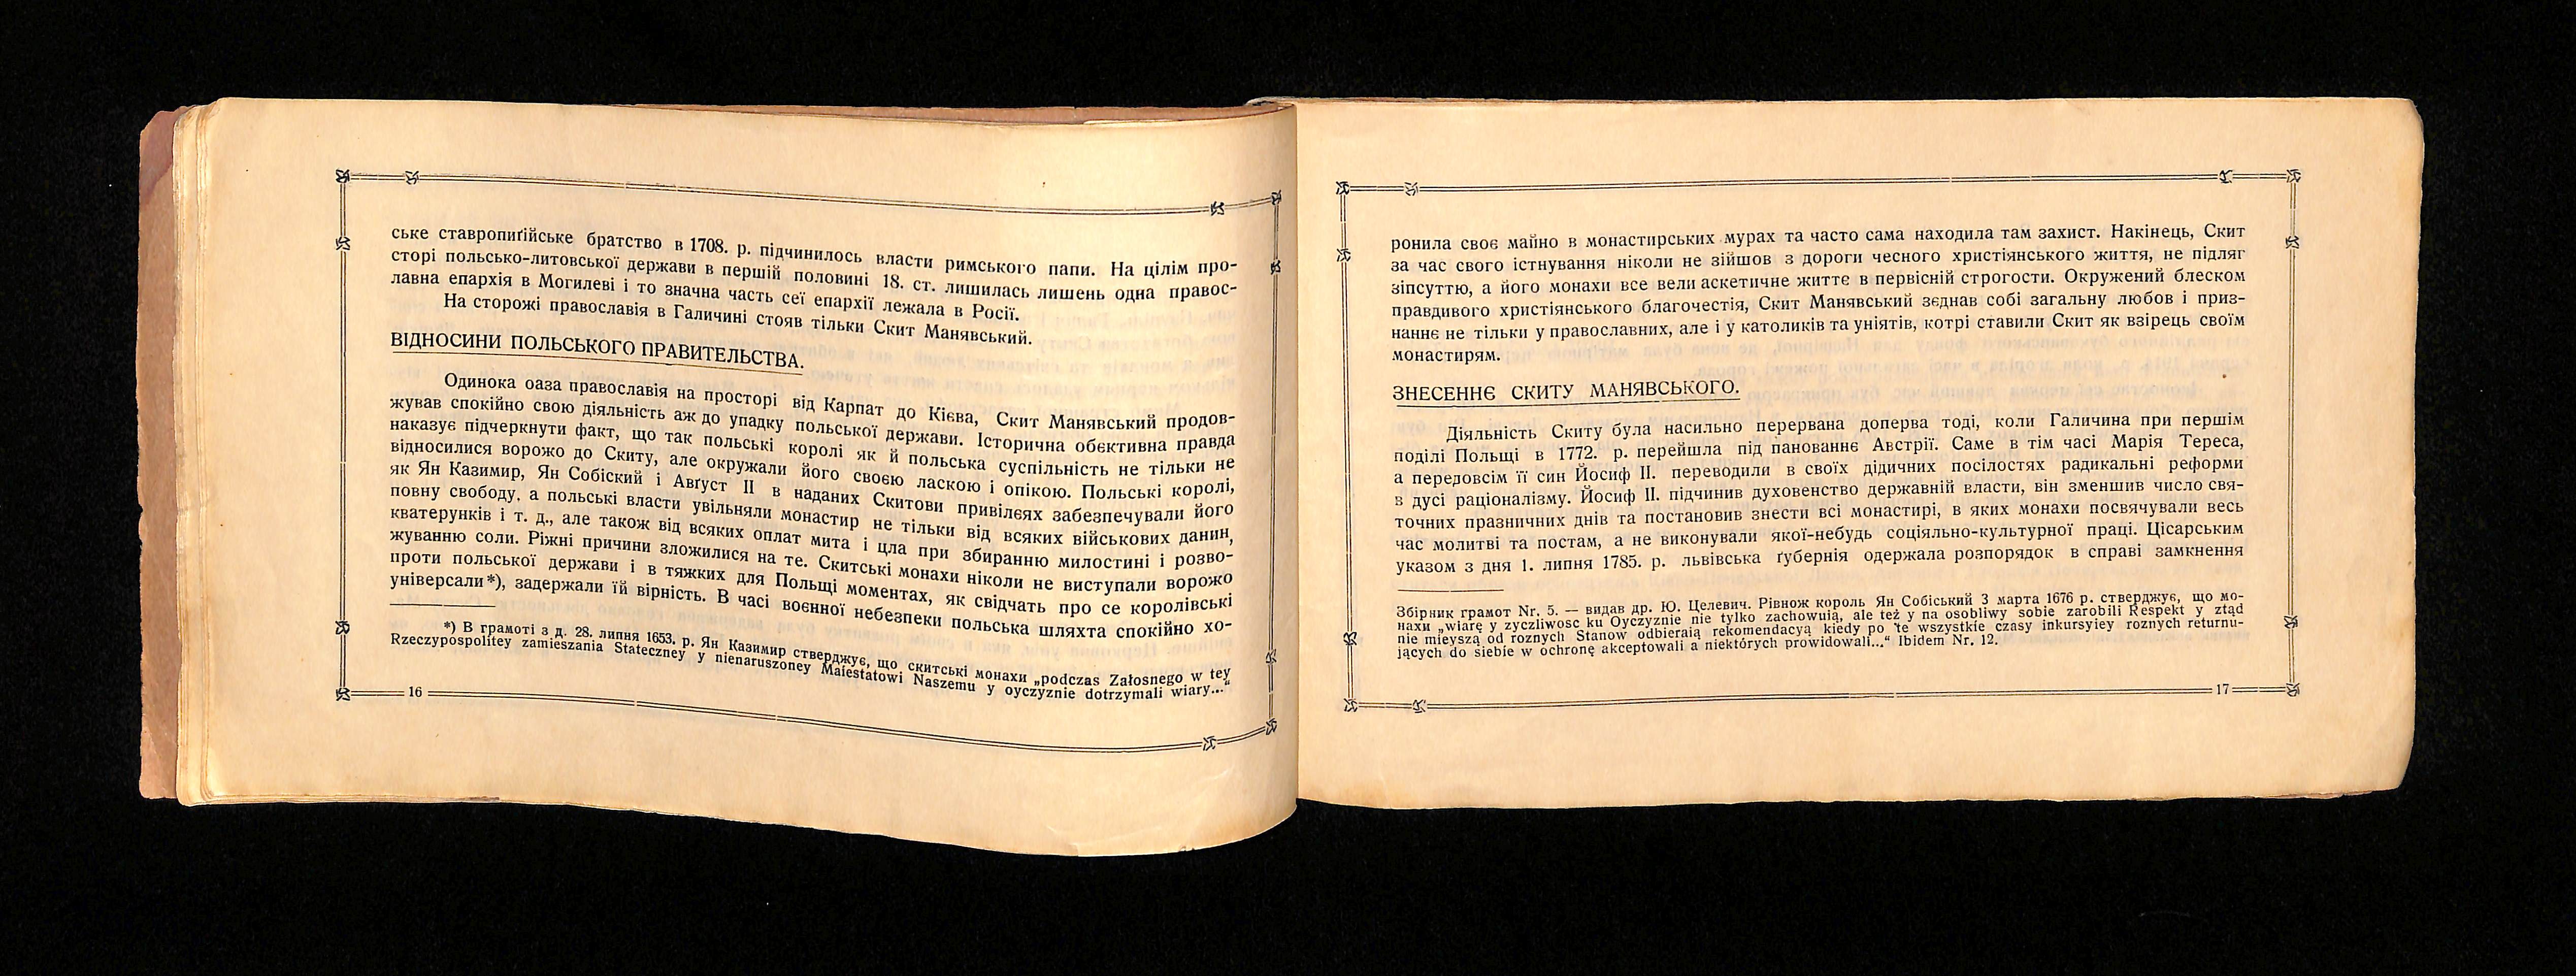 ське ставропиґійське братство в 1708. р. підчинилось власти римського папи. На цілім про-
сторі польсько-литовської держави в першій половині 18. ст. лишилась лишень одна правос-
лавна епархія в Могилеві і то значна часть сеї епархії лежала в Росії.
На сторожі православія в Галичині стояв тільки Скит Манявський.
ВІДНОСИНИ ПОЛЬСЬКОГО ПРАВИТЕЛЬСТВА.
Одинока оаза православія на просторі від Карпат до Кієва, Скит Манявський продов-
жував спокійно свою діяльність аж до упадку польської держави. Історична обєктивна правда
наказує підчеркнути факт, що так польські королі як й польська суспільність не тільки не
відносилися ворожо до Скиту, але окружали його своєю ласкою і опікою. Польські королі,
як Ян Казимир, Ян Собіский і Авґуст II в наданих Скитови привілєях забезпечували його
повну свободу, а польські власти увільняли монастир не тільки від всяких військових данин,
кватерунків і т. д., але також від всяких оплат мита і цла при збиранню милостині і розво-
жуванню соли. Ріжні причини зложилися на те. Скитські монахи ніколи не виступали ворожо
проти польської держави і в тяжких для Польщі моментах, як свідчать про се королівські
універсали*), задержали їй вірність. В часі воєнної небезпеки польська шляхта спокійно хо-
*) В грамоті з д. 28. липня 1653. р. Ян Казимир стверджує, що скитські монахи „podczas Załosnego w tey
Rzeczypospolitey zamieszania Stateczney y nienaruszoney Maiestatowi Naszemu y oyczyznie dotrzymali wiary...“
16
ронила своє майно в монастирських мурах та часто сама находила там захист. Накінець, Скит
за час свого істнування ніколи не зійшов з дороги чесного християнського життя, не підляг
зіпсуттю, а його монахи все вели аскетичне життє в первісній строгости. Окружений блеском
правдивого християнського благочестія, Скит Манявський зєднав собі загальну любов і приз-
наннє не тільки у православних, але і у католиків та уніятів, котрі ставили Скит як взірець своїм
монастирям.
ЗНЕСЕННЄ СКИТУ МАНЯВСЬКОГО.
Діяльність Скиту була насильно перервана доперва тоді, коли Галичина при першім
поділі Польщі в 1772. р. перейшла під панованнє Австрії. Саме в тім часі Марія Тереса,
а передовсім її син Йосиф II. переводили в своїх дідичних посілостях радикальні реформи
в дусі раціоналізму. Йосиф II. підчинив духовенство державній власти, він зменшив число свя-
точних празничних днів та постановив знести всі монастирі, в яких монахи посвячували весь
час молитві та постам, а не виконували якої-небудь соціяльно-культурної праці. Цісарським
указом з дня 1. липня 1785. р. львівська ґубернія одержала розпорядок в справі замкнення
Збірник грамот Nr. 5. — видав др. Ю. Целевич. Рівнож король Ян Собіський 3 марта 1676 р. стверджує, що мо-
нахи „wiarę y zyczliwosc ku Oyczyznie nie tylko zachowuią, ale też y na osobliwy sobie zarobili Respekt y ztąd
nie mieyszą od roznych Stanow odbieraią rekomendacyą kiedy po te wszystkie czasy inkursyiey roznych returnu-
jących do siebie w ochronę akceptowali a niektórych prowidowali...“ Ibidem Nr. 12.
17